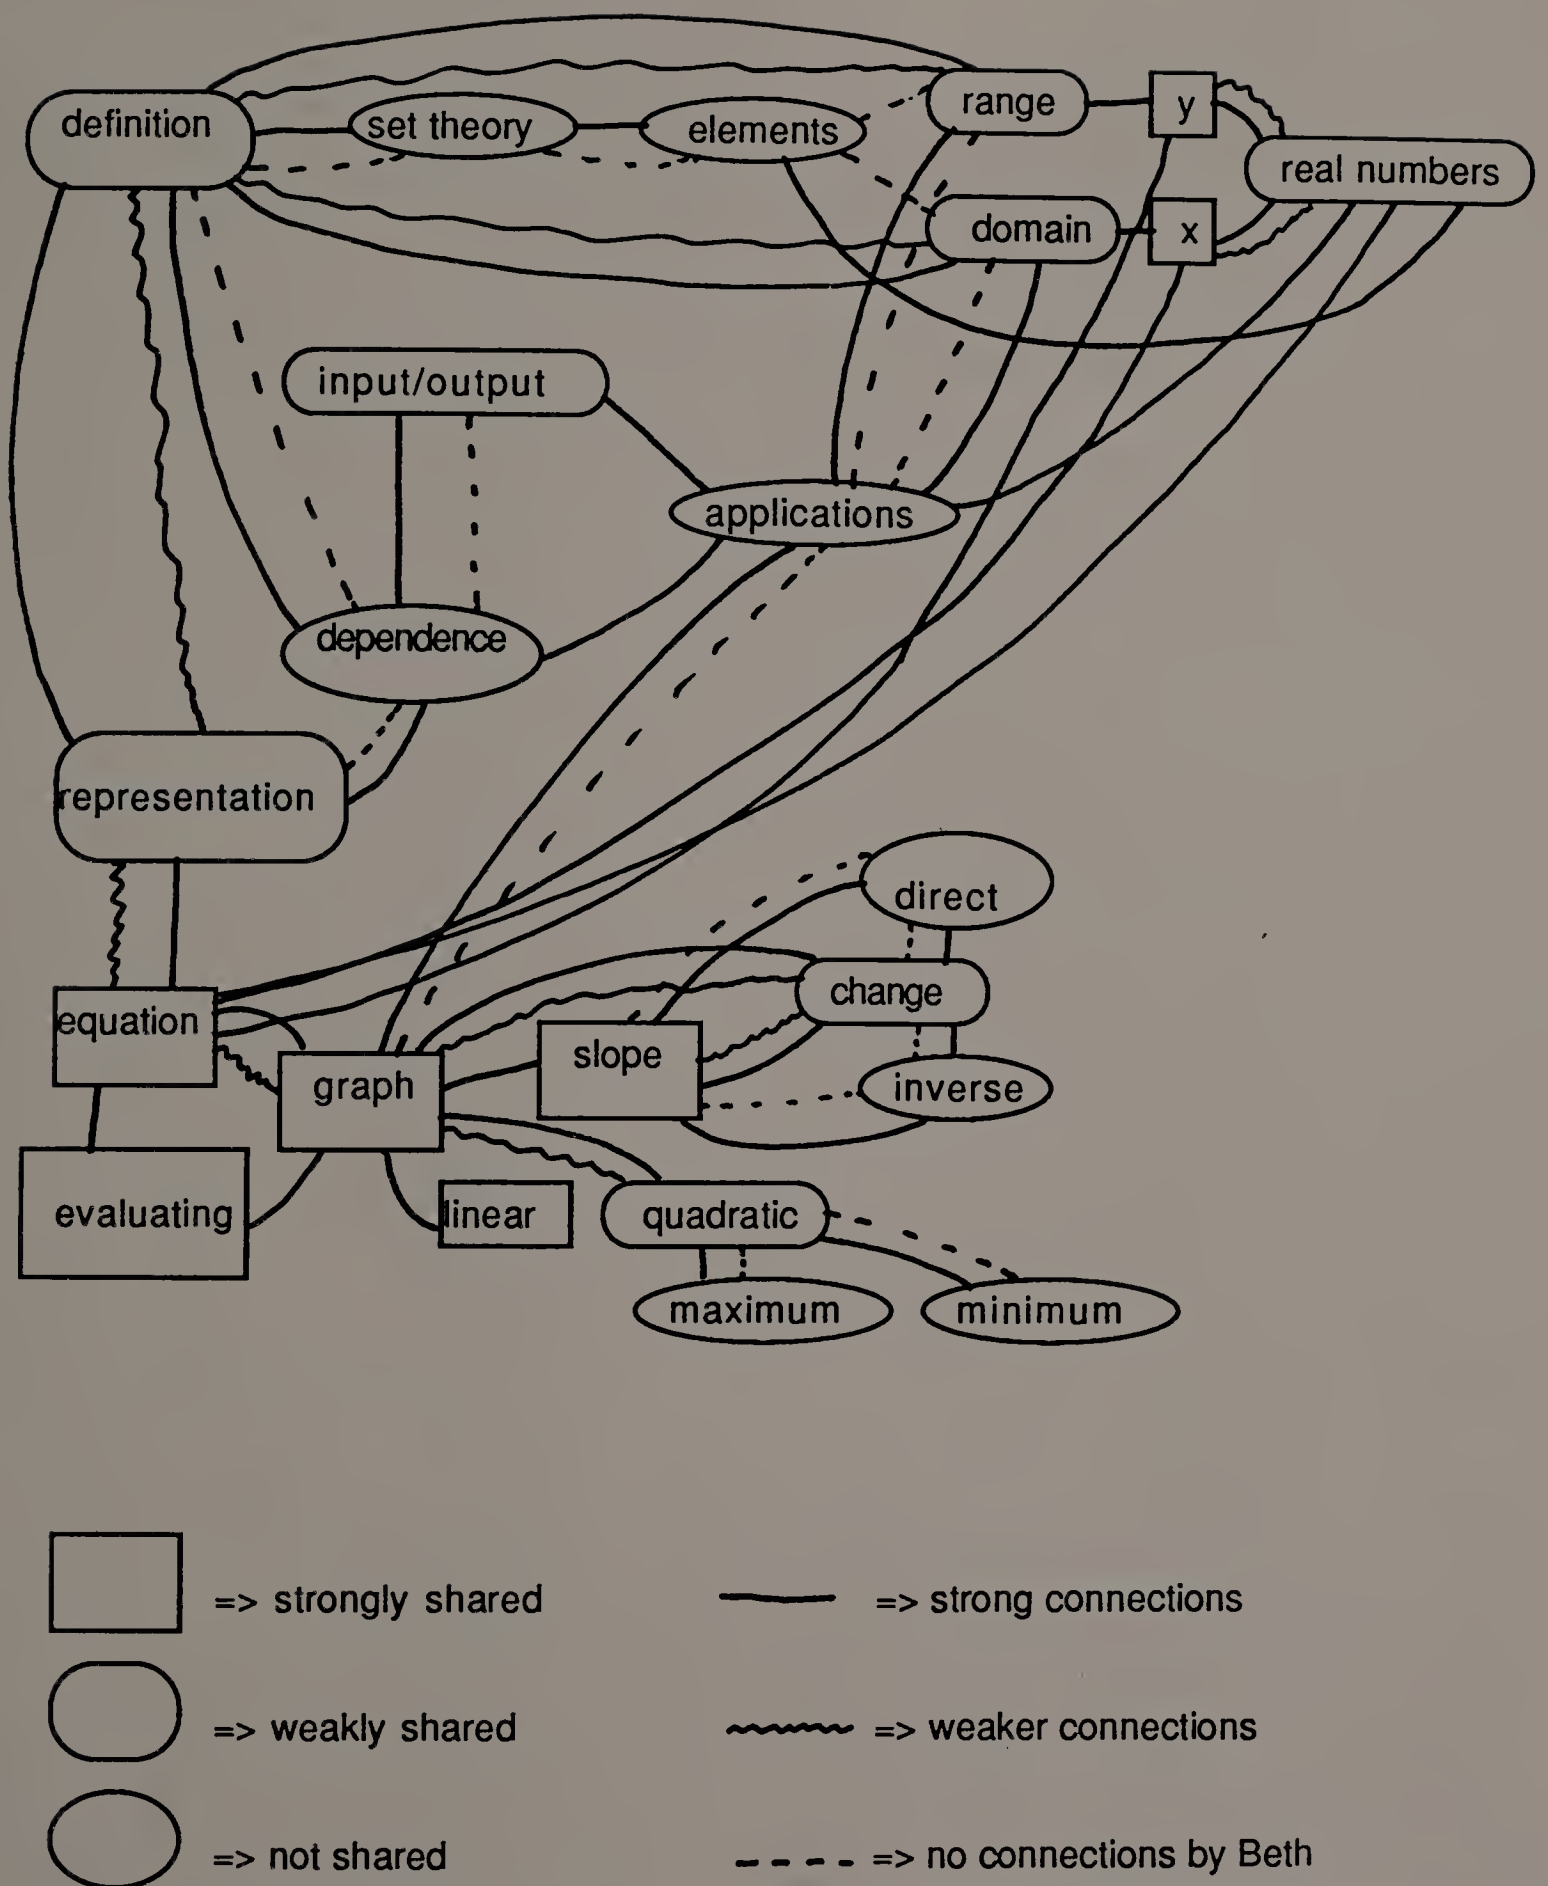 definition
set theory
elements
range
y
real numbers
domain
x
input/output
applications
dependence
representation
direct
change
equation
slope
graph
inverse
evaluating
linear
quadratic
maximum
minimum
=> strongly shared
=> strong connections
=> weakly shared
=> weaker connections
=> not shared
=> no connections by Beth